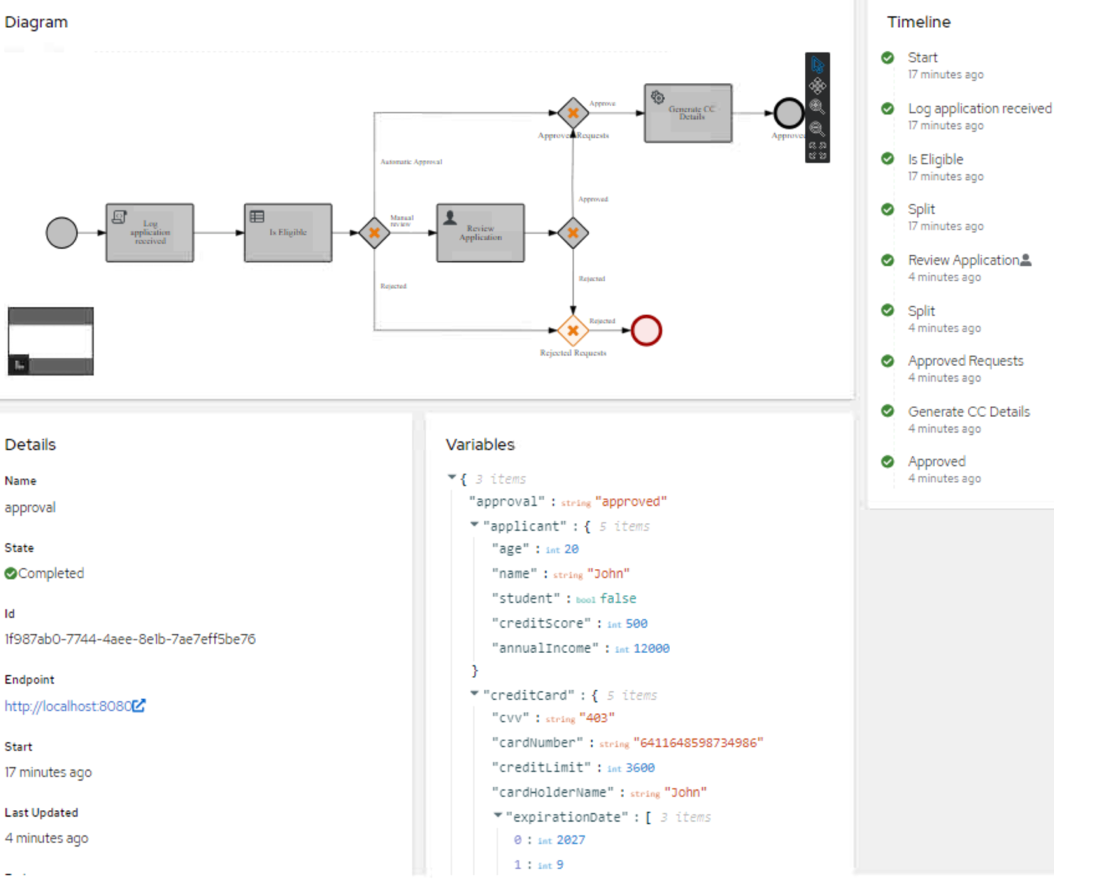 Diagram
Approve
Generate CC
Details
Approved Requests
Approved
Automatic Approval
Approved
Manual
review
Log
application
received
Is Eligible
Review
Application
Rejected
Rejected
Rejected
Rejected Requests
Timeline
Start
17 minutes ago
Log application received
17 minutes ago
Is Eligible
17 minutes ago
Split
17 minutes ago
Review Application
4 minutes ago
Split
4 minutes ago
Approved Requests
4 minutes ago
Generate CC Details
4 minutes ago
Approved
4 minutes ago
Details
Name
approval
State
Completed
Id
1f987ab0-7744-4aee-8e1b-7ae7eff5be76
Endpoint
http://localhost:8080
Start
17 minutes ago
Last Updated
4 minutes ago
Variables
{ 3 items
"approval" : string "approved"
"applicant" : { 5 items
"age" : int 20
"name" : string "John"
"student" : bool false
"creditScore" : int 500
"annualIncome" : int 12000
}
"creditCard" : { 5 items
"cvv" : string "403"
"cardNumber" : string "6411648598734986"
"creditLimit" : int 3600
"cardHolderName" : string "John"
"expirationDate" : [ 3 items
0 : int 2027
1 : int 9